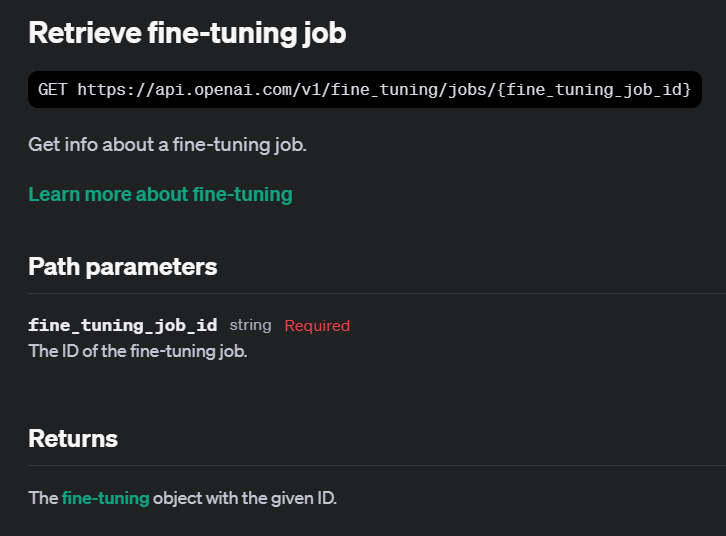 Retrieve fine-tuning job
GET https://api.openai.com/v1/fine_tuning/jobs/{fine_tuning_job_id}
Get info about a fine-tuning job.
Learn more about fine-tuning
Path parameters
fine_tuning_job_id string Required
The ID of the fine-tuning job.
Returns
The fine-tuning object with the given ID.